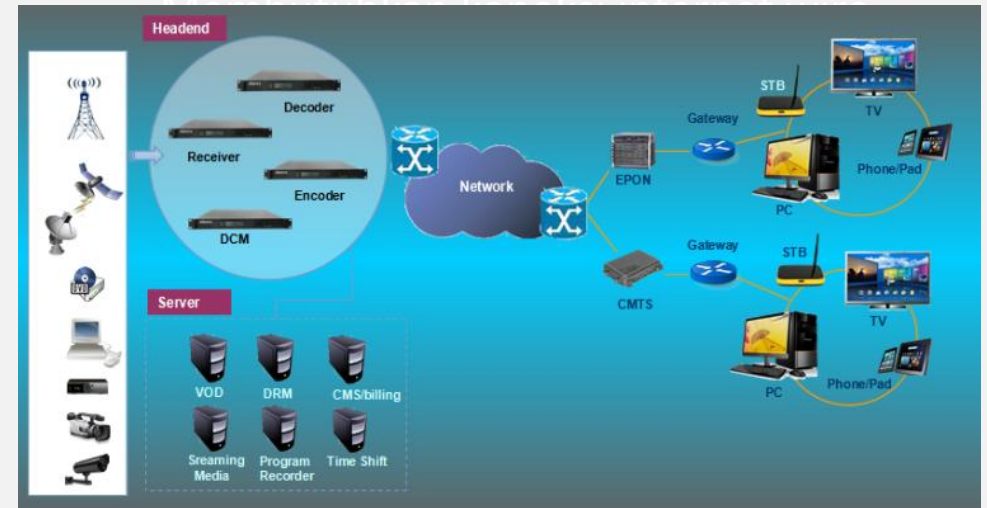 Headend
Decoder
Receiver
Encoder
DCM
Server
VOD
DRM
CMS/billing
Sreaming
Media
Program
Recorder
Time Shift
Network
EPON
CMTS
Gateway
STB
TV
Phone/Pad
PC
Gateway
STB
TV
Phone/Pad
PC
DVD